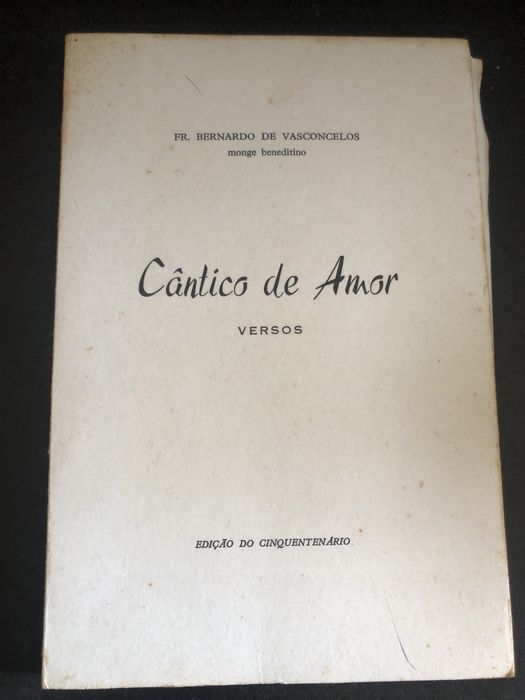 FR. BERNARDO DE VASCONCELOS
monge beneditino
Cântico de Amor
VERSOS
EDIÇÃO DO CINQUENTENÁRIO